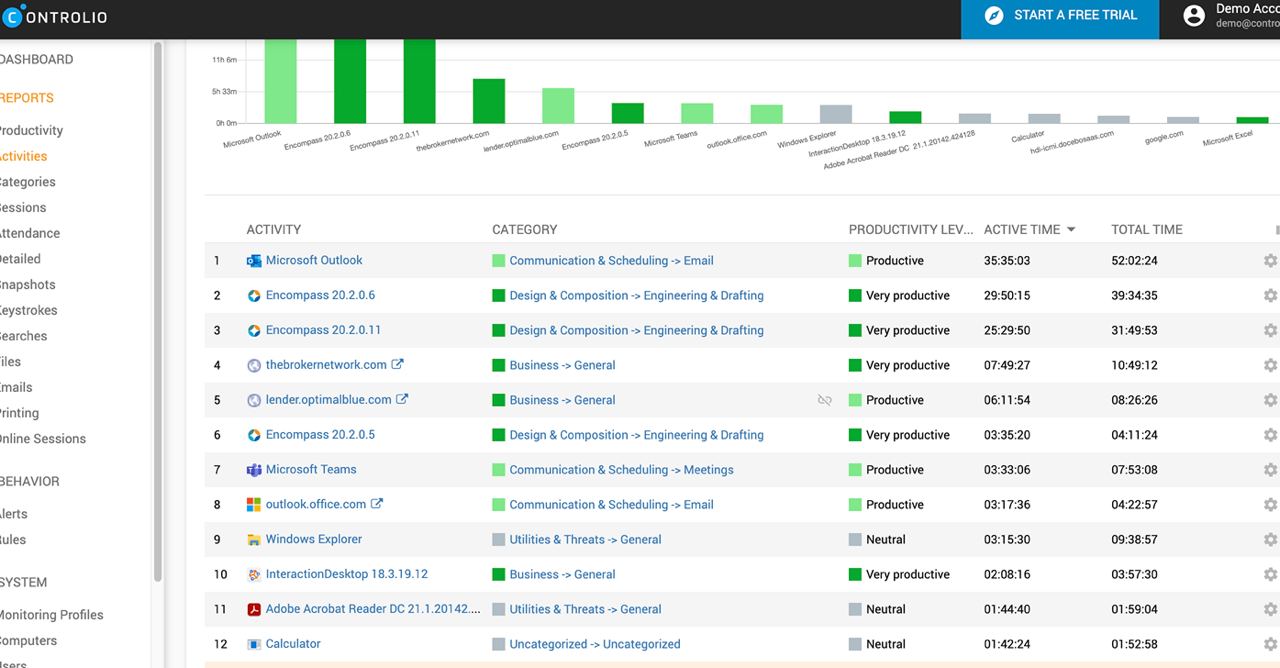 CONTROLIO
START A FREE TRIAL
Demo Acco
demo@contro
DASHBOARD
REPORTS
Productivity
Activities
Categories
Sessions
Attendance
Detailed
Snapshots
Keystrokes
Searches
Files
Emails
Printing
Online Sessions
BEHAVIOR
Alerts
Rules
SYSTEM
Monitoring Profiles
Computers
Users
11h 6m
5h 33m
0h 0m
Microsoft Outlook
Encompass 20.2.0.6
Encompass 20.2.0.11
thebrokernetwork.com
lender.optimalblue.com
Encompass 20.2.0.5
Microsoft Teams
outlook.office.com
Windows Explorer
InteractionDesktop 18.3.19.12
Adobe Acrobat Reader DC 21.1.20142.424128
Calculator
hdi-icmi.docebosaas.com
google.com
Microsoft Excel
ACTIVITY CATEGORY PRODUCTIVITY LEV... ACTIVE TIME TOTAL TIME
1 Microsoft Outlook Communication & Scheduling -> Email Productive 35:35:03 52:02:24
2 Encompass 20.2.0.6 Design & Composition -> Engineering & Drafting Very productive 29:50:15 39:34:35
3 Encompass 20.2.0.11 Design & Composition -> Engineering & Drafting Very productive 25:29:50 31:49:53
4 thebrokernetwork.com Business -> General Very productive 07:49:27 10:49:12
5 lender.optimalblue.com Business -> General Productive 06:11:54 08:26:26
6 Encompass 20.2.0.5 Design & Composition -> Engineering & Drafting Very productive 03:35:20 04:11:24
7 Microsoft Teams Communication & Scheduling -> Meetings Productive 03:33:06 07:53:08
8 outlook.office.com Communication & Scheduling -> Email Productive 03:17:36 04:22:57
9 Windows Explorer Utilities & Threats -> General Neutral 03:15:30 09:38:57
10 InteractionDesktop 18.3.19.12 Business -> General Very productive 02:08:16 03:57:30
11 Adobe Acrobat Reader DC 21.1.20142.... Utilities & Threats -> General Neutral 01:44:40 01:59:04
12 Calculator Uncategorized -> Uncategorized Neutral 01:42:24 01:52:58